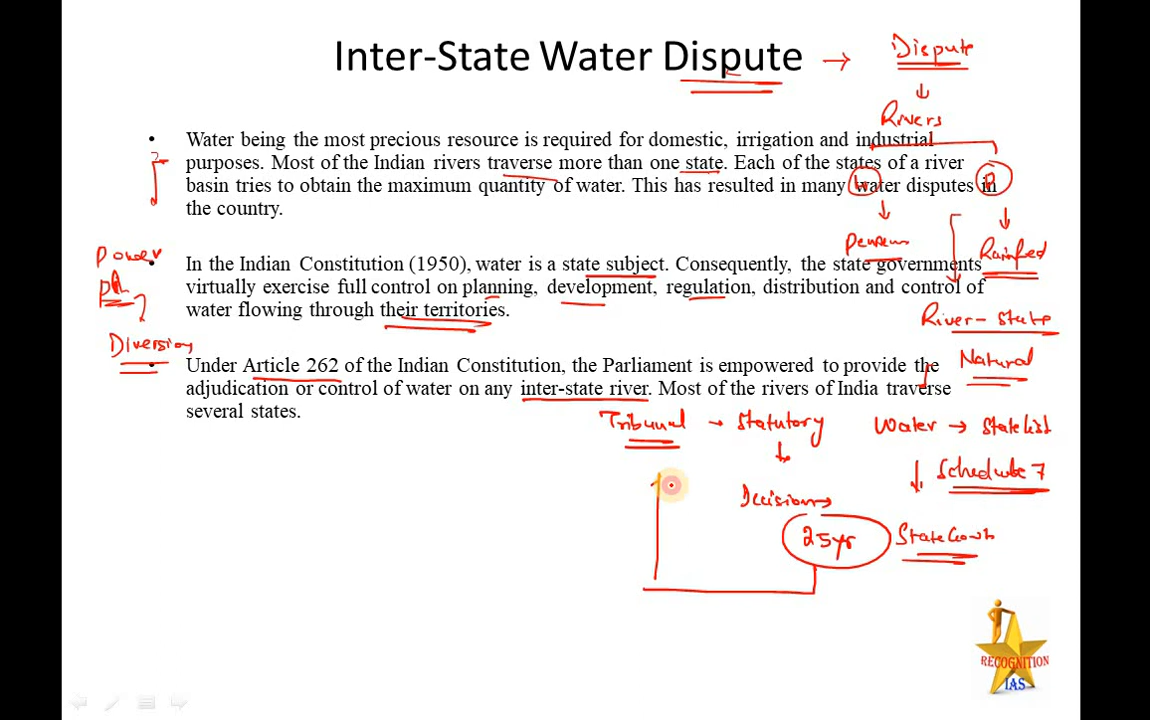 Inter-State Water Dispute → Dispute
Rivers
• Water being the most precious resource is required for domestic, irrigation and industrial
purposes. Most of the Indian rivers traverse more than one state. Each of the states of a river
basin tries to obtain the maximum quantity of water. This has resulted in many water disputes in
the country.
H
P
Rainfed
Power
• In the Indian Constitution (1950), water is a state subject. Consequently, the state governments
virtually exercise full control on planning, development, regulation, distribution and control of
water flowing through their territories.
River - State
Diversion
Natural
• Under Article 262 of the Indian Constitution, the Parliament is empowered to provide the
adjudication or control of water on any inter-state river. Most of the rivers of India traverse
several states.
Tribunal → Statutory
Water → State list
Schedule 7
Decision →
25 yr
State Govt
RECOGNITION
IAS